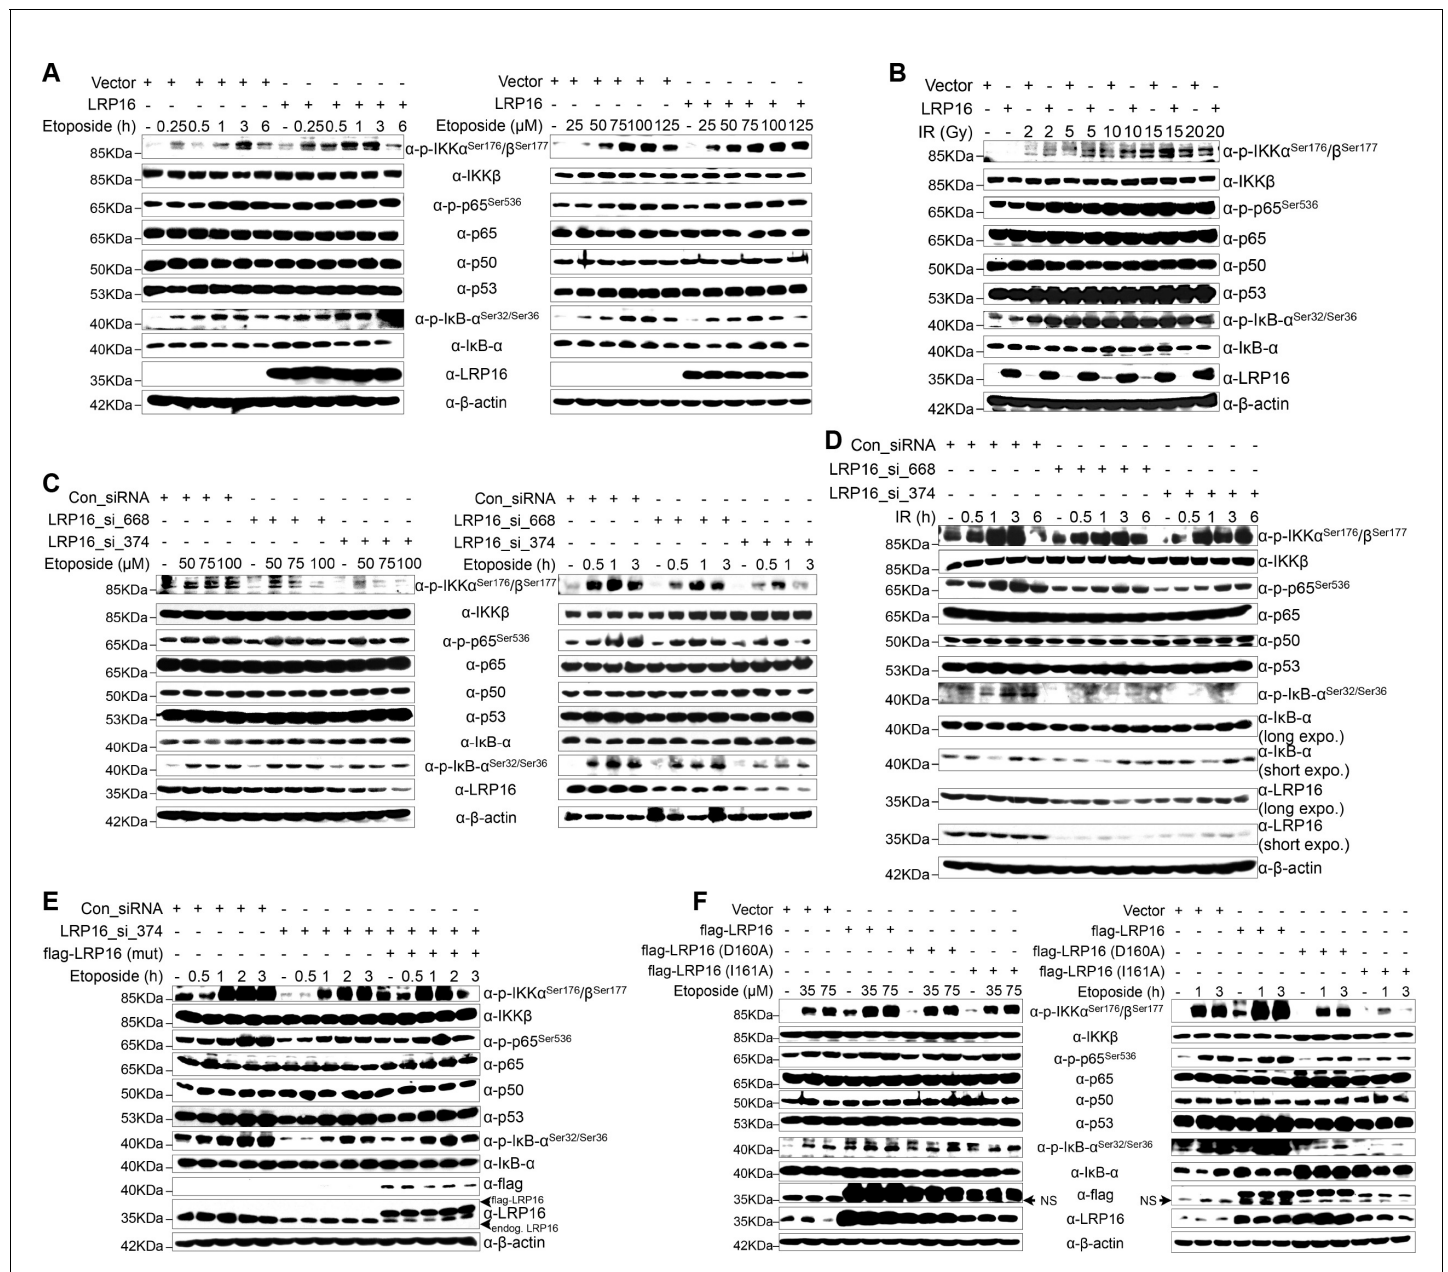 A
Vector + + + + + + - - - - - -
LRP16 - - - - - - + + + + + +
Etoposide (h) - 0.25 0.5 1 3 6 - 0.25 0.5 1 3 6
Vector + + + + + + - - - - - -
LRP16 - - - - - - + + + + + +
Etoposide (μM) - 25 50 75 100 125 - 25 50 75 100 125
85KDa α-p-IKKα^Ser176/β^Ser177
85KDa α-IKKβ
65KDa α-p-p65^Ser536
65KDa α-p65
50KDa α-p50
53KDa α-p53
40KDa α-p-IκB-α^Ser32/Ser36
40KDa α-IκB-α
35KDa α-LRP16
42KDa α-β-actin
B
Vector + - + - + - + - + - + -
LRP16 - + - + - + - + - + - +
IR (Gy) - - 2 2 5 5 10 10 15 15 20 20
85KDa α-p-IKKα^Ser176/β^Ser177
85KDa α-IKKβ
65KDa α-p-p65^Ser536
65KDa α-p65
50KDa α-p50
53KDa α-p53
40KDa α-p-IκB-α^Ser32/Ser36
40KDa α-IκB-α
35KDa α-LRP16
42KDa α-β-actin
C
Con_siRNA + + + + - - - - - - - -
LRP16_si_668 - - - - + + + + - - - -
LRP16_si_374 - - - - - - - - + + + +
Etoposide (μM) - 50 75 100 - 50 75 100 - 50 75 100
Con_siRNA + + + + - - - - - - - -
LRP16_si_668 - - - - + + + + - - - -
LRP16_si_374 - - - - - - - - + + + +
Etoposide (h) - 0.5 1 3 - 0.5 1 3 - 0.5 1 3
85KDa α-p-IKKα^Ser176/β^Ser177
85KDa α-IKKβ
65KDa α-p-p65^Ser536
65KDa α-p65
50KDa α-p50
53KDa α-p53
40KDa α-IκB-α
40KDa α-p-IκB-α^Ser32/Ser36
35KDa α-LRP16
42KDa α-β-actin
D
Con_siRNA + + + + + - - - - - - - - - -
LRP16_si_668 - - - - - + + + + + - - - - -
LRP16_si_374 - - - - - - - - - - + + + + +
IR (h) - 0.5 1 3 6 - 0.5 1 3 6 - 0.5 1 3 6
85KDa α-p-IKKα^Ser176/β^Ser177
85KDa α-IKKβ
65KDa α-p-p65^Ser536
65KDa α-p65
50KDa α-p50
53KDa α-p53
40KDa α-p-IκB-α^Ser32/Ser36
40KDa α-IκB-α
(long expo.)
40KDa α-IκB-α
(short expo.)
35KDa α-LRP16
(long expo.)
35KDa α-LRP16
(short expo.)
42KDa α-β-actin
E
Con_siRNA + + + + + - - - - - - - - - -
LRP16_si_374 - - - - - + + + + + + + + + +
flag-LRP16 (mut) - - - - - - - - - - + + + + +
Etoposide (h) - 0.5 1 2 3 - 0.5 1 2 3 - 0.5 1 2 3
85KDa α-p-IKKα^Ser176/β^Ser177
85KDa α-IKKβ
65KDa α-p-p65^Ser536
65KDa α-p65
50KDa α-p50
53KDa α-p53
40KDa α-p-IκB-α^Ser32/Ser36
40KDa α-IκB-α
40KDa α-flag
flag-LRP16
35KDa α-LRP16
endog. LRP16
42KDa α-β-actin
F
Vector + + + - - - - - - - - -
flag-LRP16 - - - + + + - - - - - -
flag-LRP16 (D160A) - - - - - - + + + - - -
flag-LRP16 (I161A) - - - - - - - - - + + +
Etoposide (μM) - 35 75 - 35 75 - 35 75 - 35 75
Vector + + + - - - - - - - - -
flag-LRP16 - - - + + + - - - - - -
flag-LRP16 (D160A) - - - - - - + + + - - -
flag-LRP16 (I161A) - - - - - - - - - + + +
Etoposide (h) - 1 3 - 1 3 - 1 3 - 1 3
85KDa α-p-IKKα^Ser176/β^Ser177
85KDa α-IKKβ
65KDa α-p-p65^Ser536
65KDa α-p65
50KDa α-p50
53KDa α-p53
40KDa α-p-IκB-α^Ser32/Ser36
40KDa α-IκB-α
35KDa NS α-flag NS
35KDa α-LRP16
42KDa α-β-actin